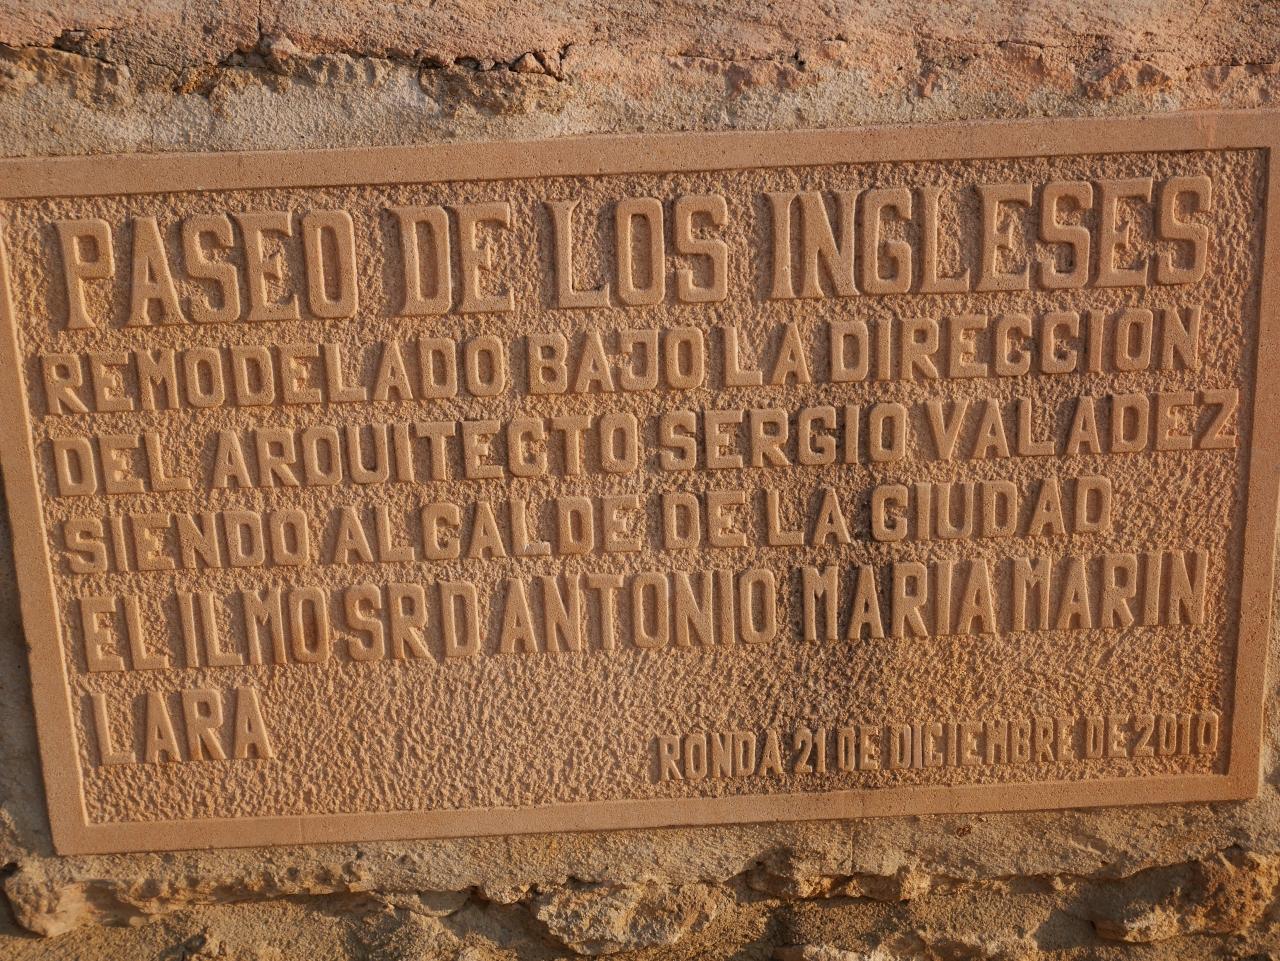 PASEO DE LOS INGLESES
REMODELADO BAJO LA DIRECCION
DEL ARQUITECTO SERGIO VALADEZ
SIENDO ALCALDE DE LA CIUDAD
EL ILMO SR D ANTONIO MARIA MARIN
LARA
RONDA 21 DE DICIEMBRE DE 2010